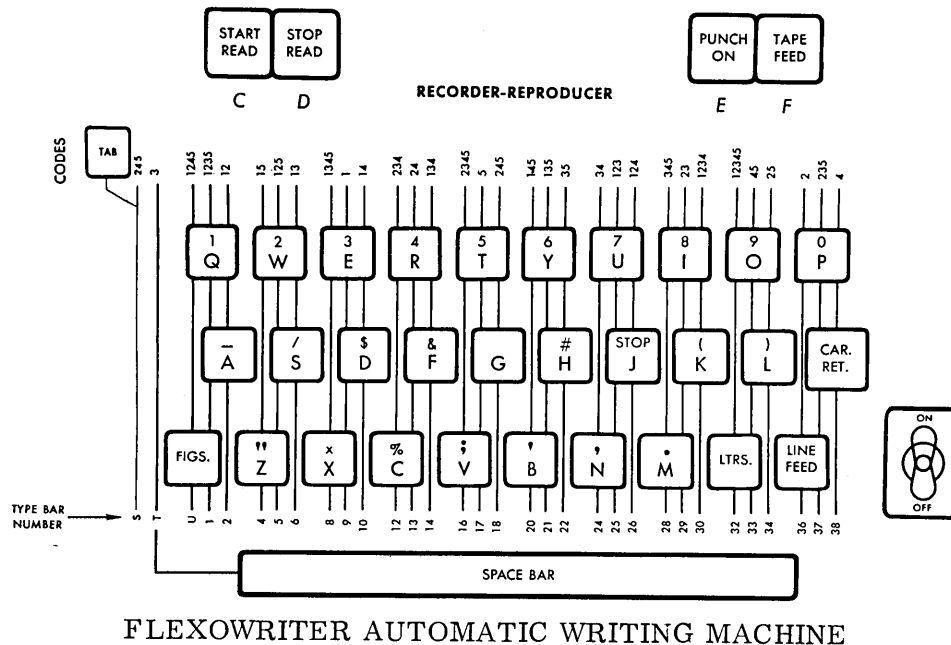 START READ STOP READ PUNCH ON TAPE FEED
C D RECORDER-REPRODUCER E F
CODES TAB 245 3 1245 1235 12 15 125 13 1345 1 14 234 24 134 2345 5 245 145 135 35 34 123 124 345 23 1234 12345 45 25 2 235 4
1 Q 2 W 3 E 4 R 5 T 6 Y 7 U 8 I 9 O 0 P
— A / S $ D & F G # H STOP J ( K ) L CAR. RET.
FIGS. " Z x X % C ; V ' B , N . M LTRS. LINE FEED
ON
OFF
TYPE BAR NUMBER S T U 1 2 4 5 6 8 9 10 12 13 14 16 17 18 20 21 22 24 25 26 28 29 30 32 33 34 36 37 38
SPACE BAR
FLEXOWRITER AUTOMATIC WRITING MACHINE